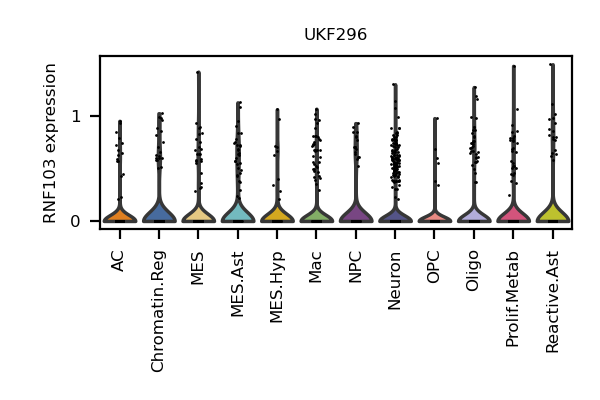 UKF296
RNF103 expression
1
0
AC
Chromatin.Reg
MES
MES.Ast
MES.Hyp
Mac
NPC
Neuron
OPC
Oligo
Prolif.Metab
Reactive.Ast